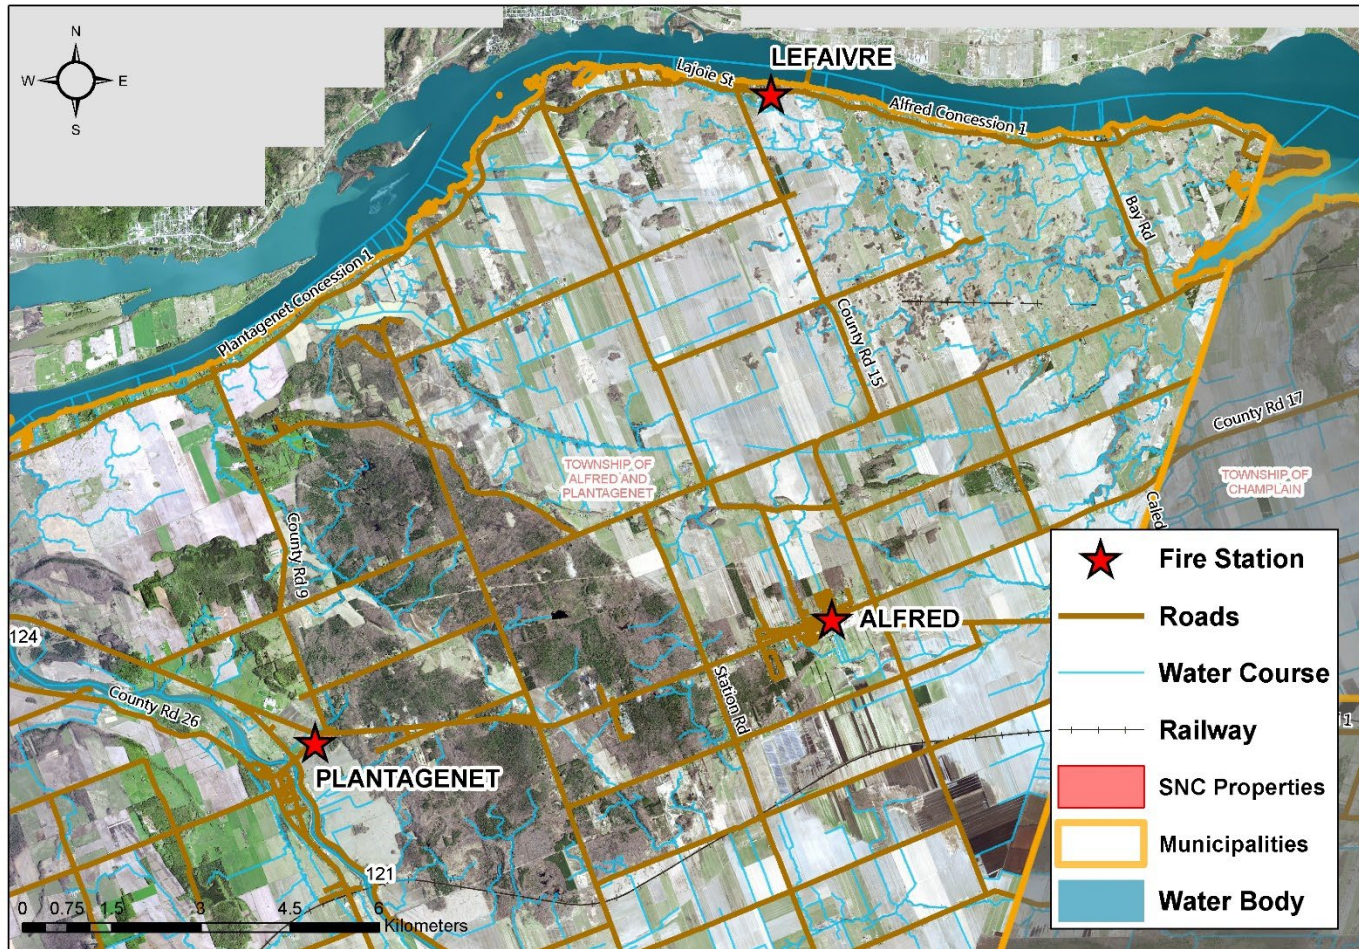 N
W E
S
LEFAIVRE
Lajoie St
Alfred Concession 1
Bay Rd
Plantagenet Concession 1
County Rd 15
County Rd 17
TOWNSHIP OF
ALFRED AND
PLANTAGENET
TOWNSHIP OF
CHAMPLAIN
Caled
County Rd 9
ALFRED
124
County Rd 26
Station Rd
PLANTAGENET
121
1
0 0.75 1.5 3 4.5 6
Kilometers
Fire Station
Roads
Water Course
Railway
SNC Properties
Municipalities
Water Body